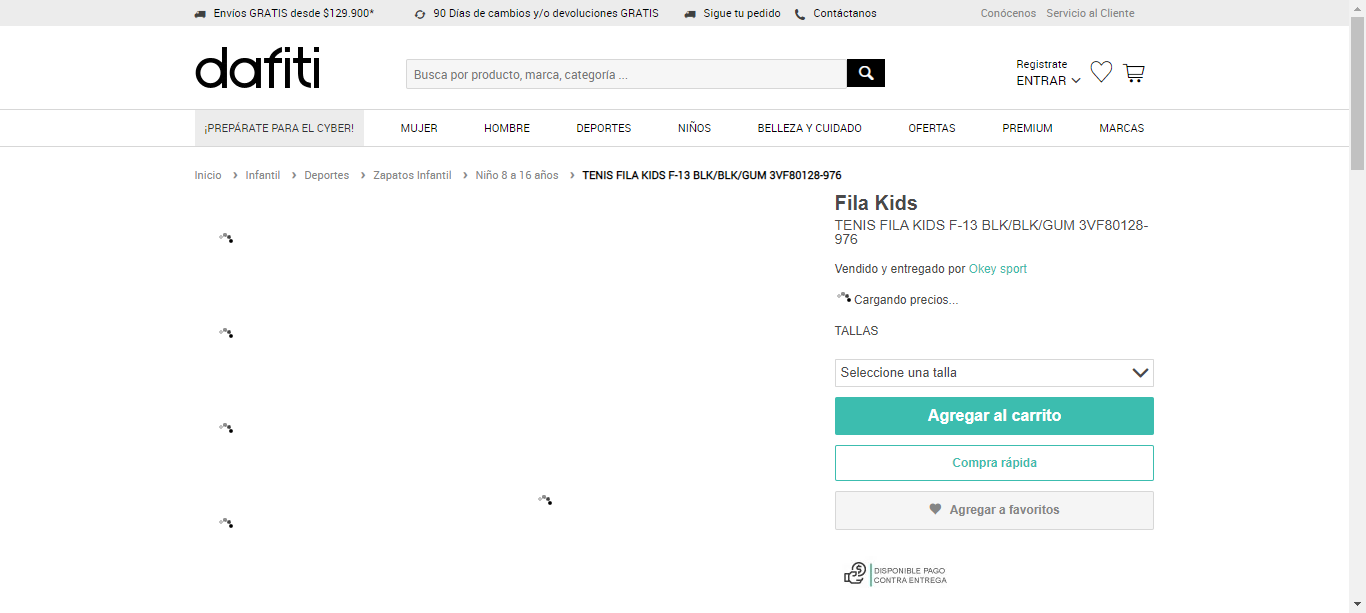 Envíos GRATIS desde $129.900* 90 Días de cambios y/o devoluciones GRATIS Sigue tu pedido Contáctanos Conócenos Servicio al Cliente
dafiti
Busca por producto, marca, categoría ...
Registrate
ENTRAR
¡PREPÁRATE PARA EL CYBER! MUJER HOMBRE DEPORTES NIÑOS BELLEZA Y CUIDADO OFERTAS PREMIUM MARCAS
Inicio > Infantil > Deportes > Zapatos Infantil > Niño 8 a 16 años > TENIS FILA KIDS F-13 BLK/BLK/GUM 3VF80128-976
Fila Kids
TENIS FILA KIDS F-13 BLK/BLK/GUM 3VF80128-
976
Vendido y entregado por Okey sport
Cargando precios...
TALLAS
Seleccione una talla
Agregar al carrito
Compra rápida
Agregar a favoritos
DISPONIBLE PAGO
CONTRA ENTREGA